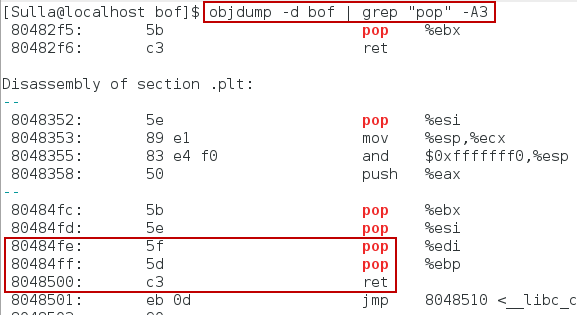 [Sulla@localhost bof]$ objdump -d bof | grep "pop" -A3
80482f5: 5b pop %ebx
80482f6: c3 ret
Disassembly of section .plt:
--
8048352: 5e pop %esi
8048353: 89 e1 mov %esp,%ecx
8048355: 83 e4 f0 and $0xfffffff0,%esp
8048358: 50 push %eax
--
80484fc: 5b pop %ebx
80484fd: 5e pop %esi
80484fe: 5f pop %edi
80484ff: 5d pop %ebp
8048500: c3 ret
8048501: eb 0d jmp 8048510 <__libc_c